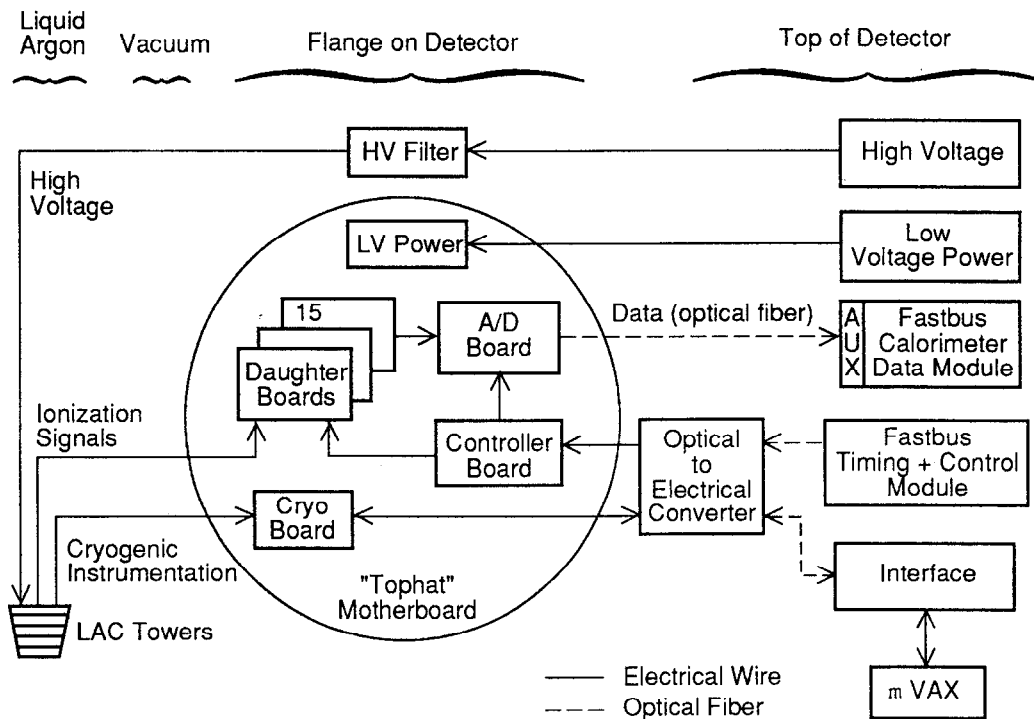 Liquid
Argon
Vacuum
Flange on Detector
Top of Detector
HV Filter
High Voltage
High
Voltage
LV Power
Low
Voltage Power
15
Daughter
Boards
A/D
Board
Data (optical fiber)
A
U
X
Fastbus
Calorimeter
Data Module
Ionization
Signals
Controller
Board
Optical
to
Electrical
Converter
Fastbus
Timing + Control
Module
Cryo
Board
Cryogenic
Instrumentation
"Tophat"
Motherboard
Interface
LAC Towers
Electrical Wire
Optical Fiber
m VAX